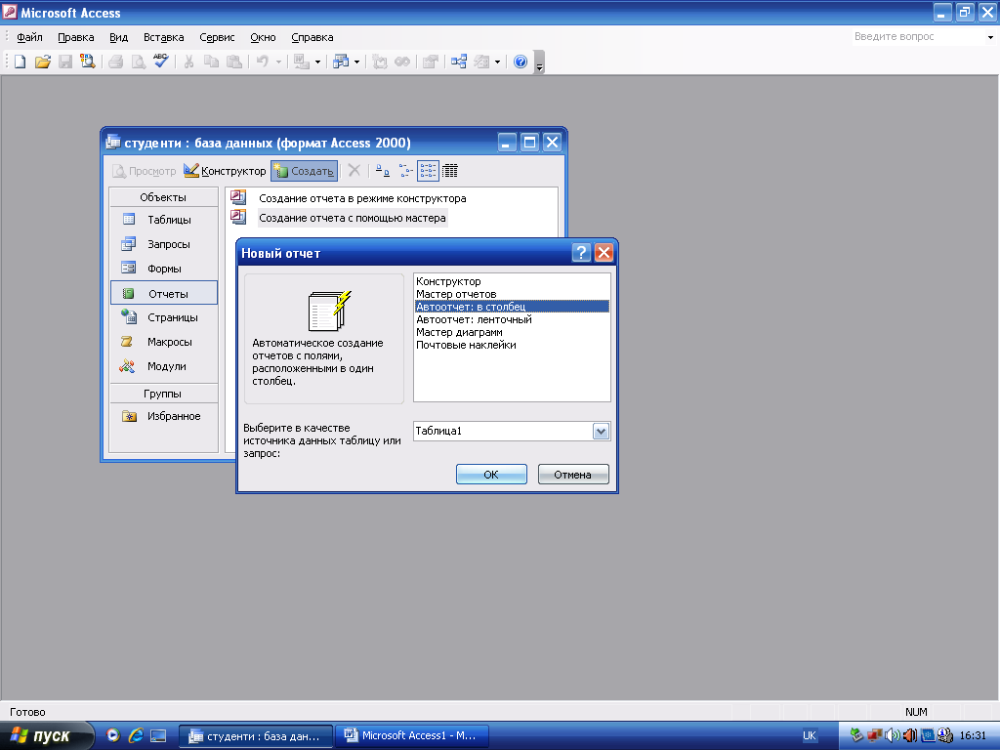 Microsoft Access
Файл Правка Вид Вставка Сервис Окно Справка
Введите вопрос
студенти : база данных (формат Access 2000)
Просмотр Конструктор Создать
Объекты
Таблицы
Запросы
Формы
Отчеты
Страницы
Макросы
Модули
Группы
Избранное
Создание отчета в режиме конструктора
Создание отчета с помощью мастера
Новый отчет
Автоматическое создание
отчетов с полями,
расположенными в один
столбец.
Конструктор
Мастер отчетов
Автоотчет: в столбец
Автоотчет: ленточный
Мастер диаграмм
Почтовые наклейки
Выберите в качестве
источника данных таблицу или
запрос:
Таблица1
ОК Отмена
Готово
NUM
пуск
студенти : база дан...
Microsoft Access1 - M...
UK
16:31